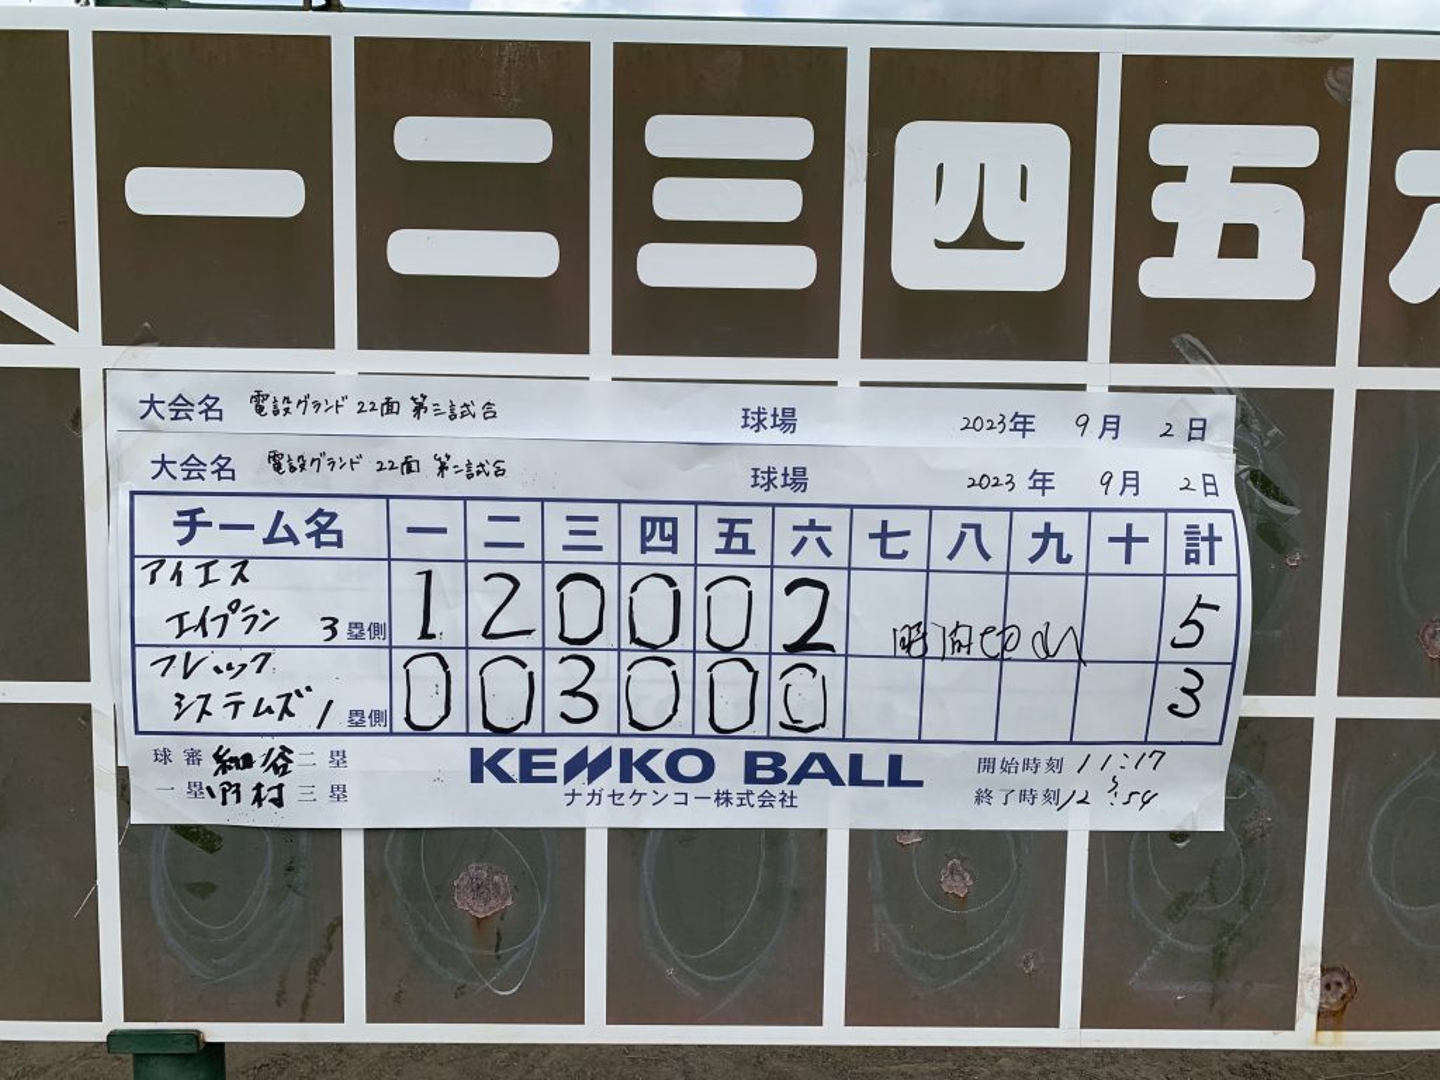 一 二 三 四 五
大会名 電設グランド 22面 第三試合 球場 2023年 9月 2日
大会名 電設グランド 22面 第二試合 球場 2023年 9月 2日
チーム名 一 二 三 四 五 六 七 八 九 十 計
アイエス
エイプラン 3塁側 1 2 0 0 0 2 時間切れ 5
フレックシステムズ 1塁側 0 0 3 0 0 0 3
球審 細谷 二塁 KENKO BALL 開始時刻 11:17
一塁 野村 三塁 ナガセケンコー株式会社 終了時刻 12:54